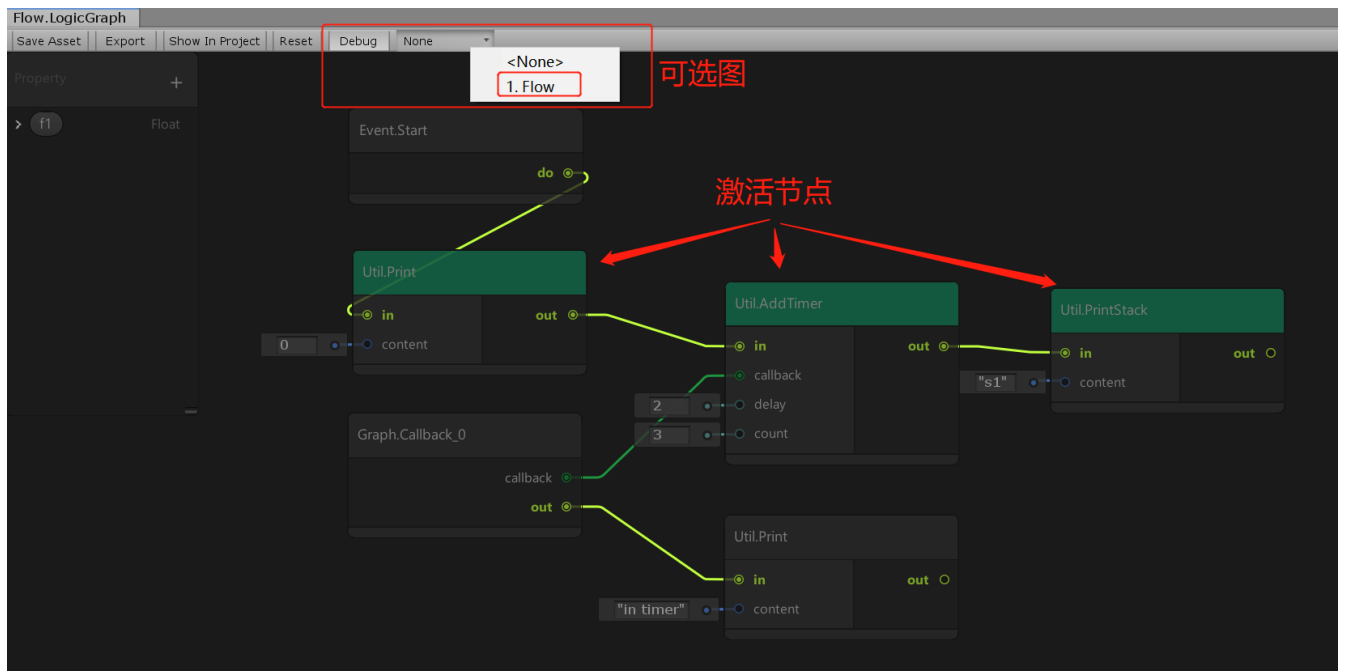 Flow.LogicGraph
Save Asset Export Show In Project Reset Debug None
<None>
1. Flow
可选图
Property +
f1 Float
Event.Start
do
激活节点
Util.Print
in out
0 content
Util.AddTimer
in out
callback
2 delay
3 count
Util.PrintStack
in out
"s1" content
Graph.Callback_0
callback
out
Util.Print
in out
"in timer" content